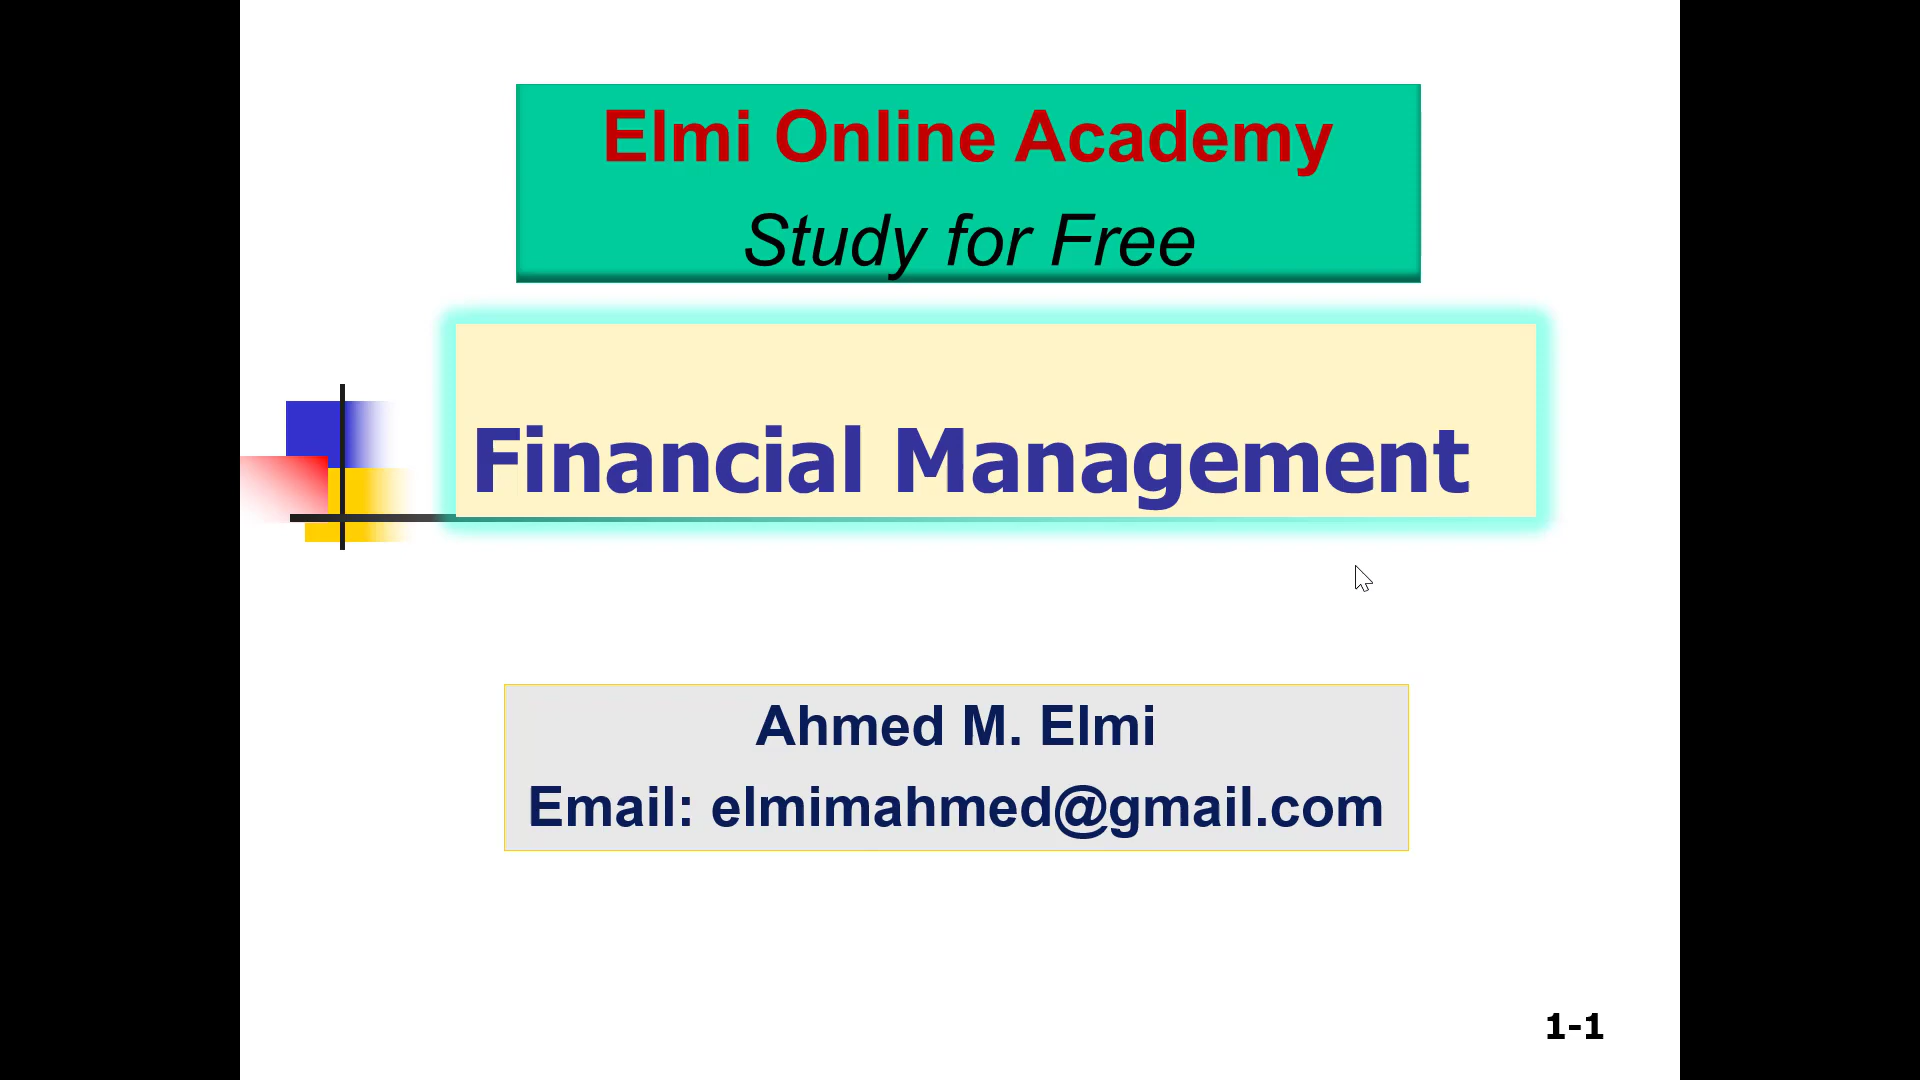 Elmi Online Academy
Study for Free
Financial Management
Ahmed M. Elmi
Email: elmimahmed@gmail.com
1-1